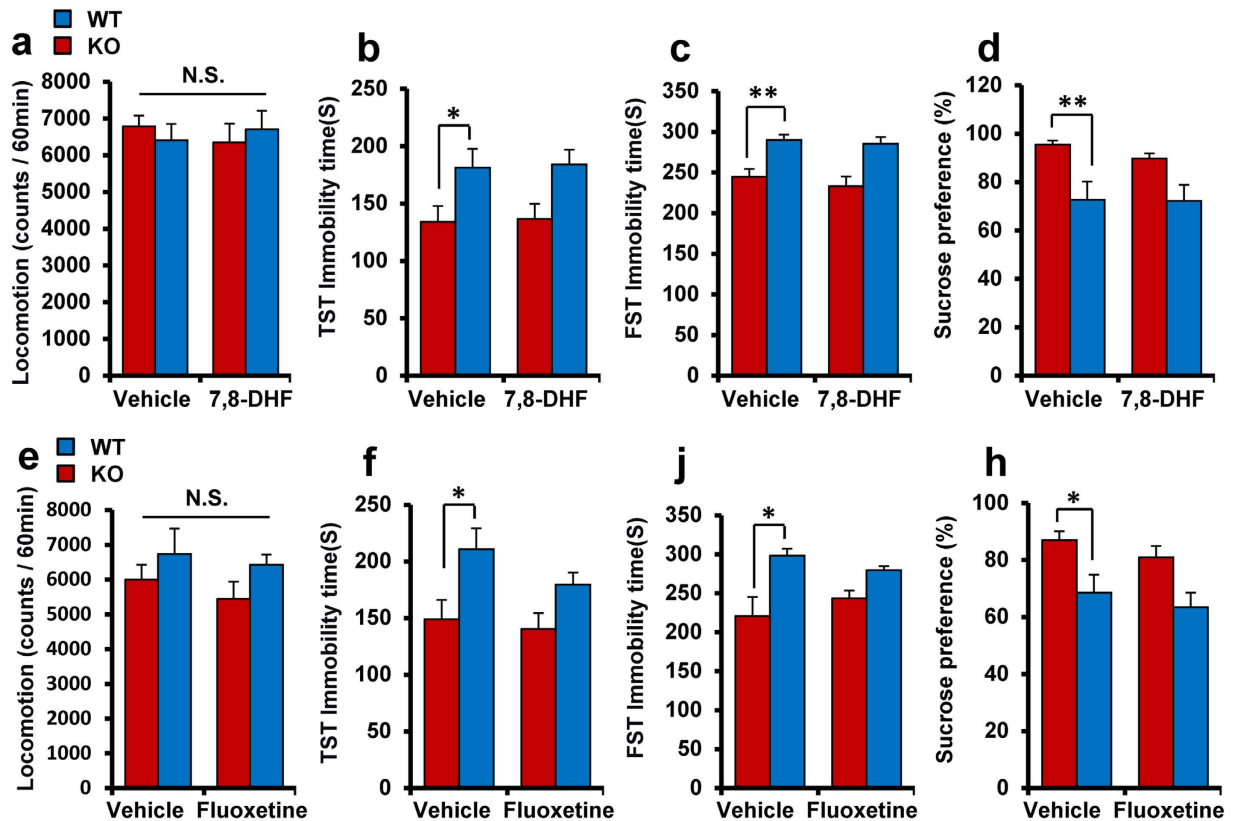 a
WT
KO
Locomotion (counts / 60min)
8000
7000
6000
5000
4000
3000
2000
1000
0
N.S.
Vehicle 7,8-DHF
b
TST Immobility time(S)
250
200
150
100
50
0
*
Vehicle 7,8-DHF
c
FST Immobility time(S)
350
300
250
200
150
100
50
0
**
Vehicle 7,8-DHF
d
Sucrose preference (%)
120
100
80
60
40
20
0
**
Vehicle 7,8-DHF
e
WT
KO
Locomotion (counts / 60min)
8000
7000
6000
5000
4000
3000
2000
1000
0
N.S.
Vehicle Fluoxetine
f
TST Immobility time(S)
250
200
150
100
50
0
*
Vehicle Fluoxetine
j
FST Immobility time(S)
350
300
250
200
150
100
50
0
*
Vehicle Fluoxetine
h
Sucrose preference (%)
100
80
60
40
20
0
*
Vehicle Fluoxetine